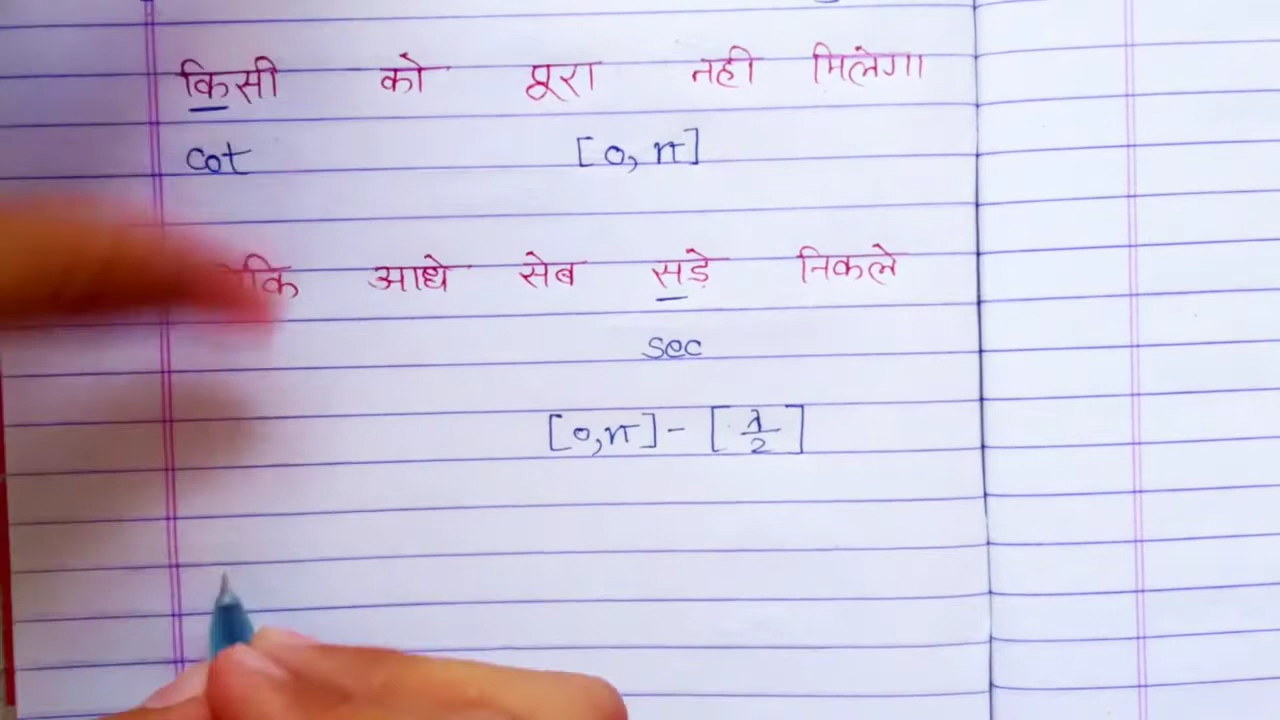 किसी को पूरा नही मिलेगा
cot [0, π]
आधे सेब सड़े निकले
sec
[0,π] - [π/2]